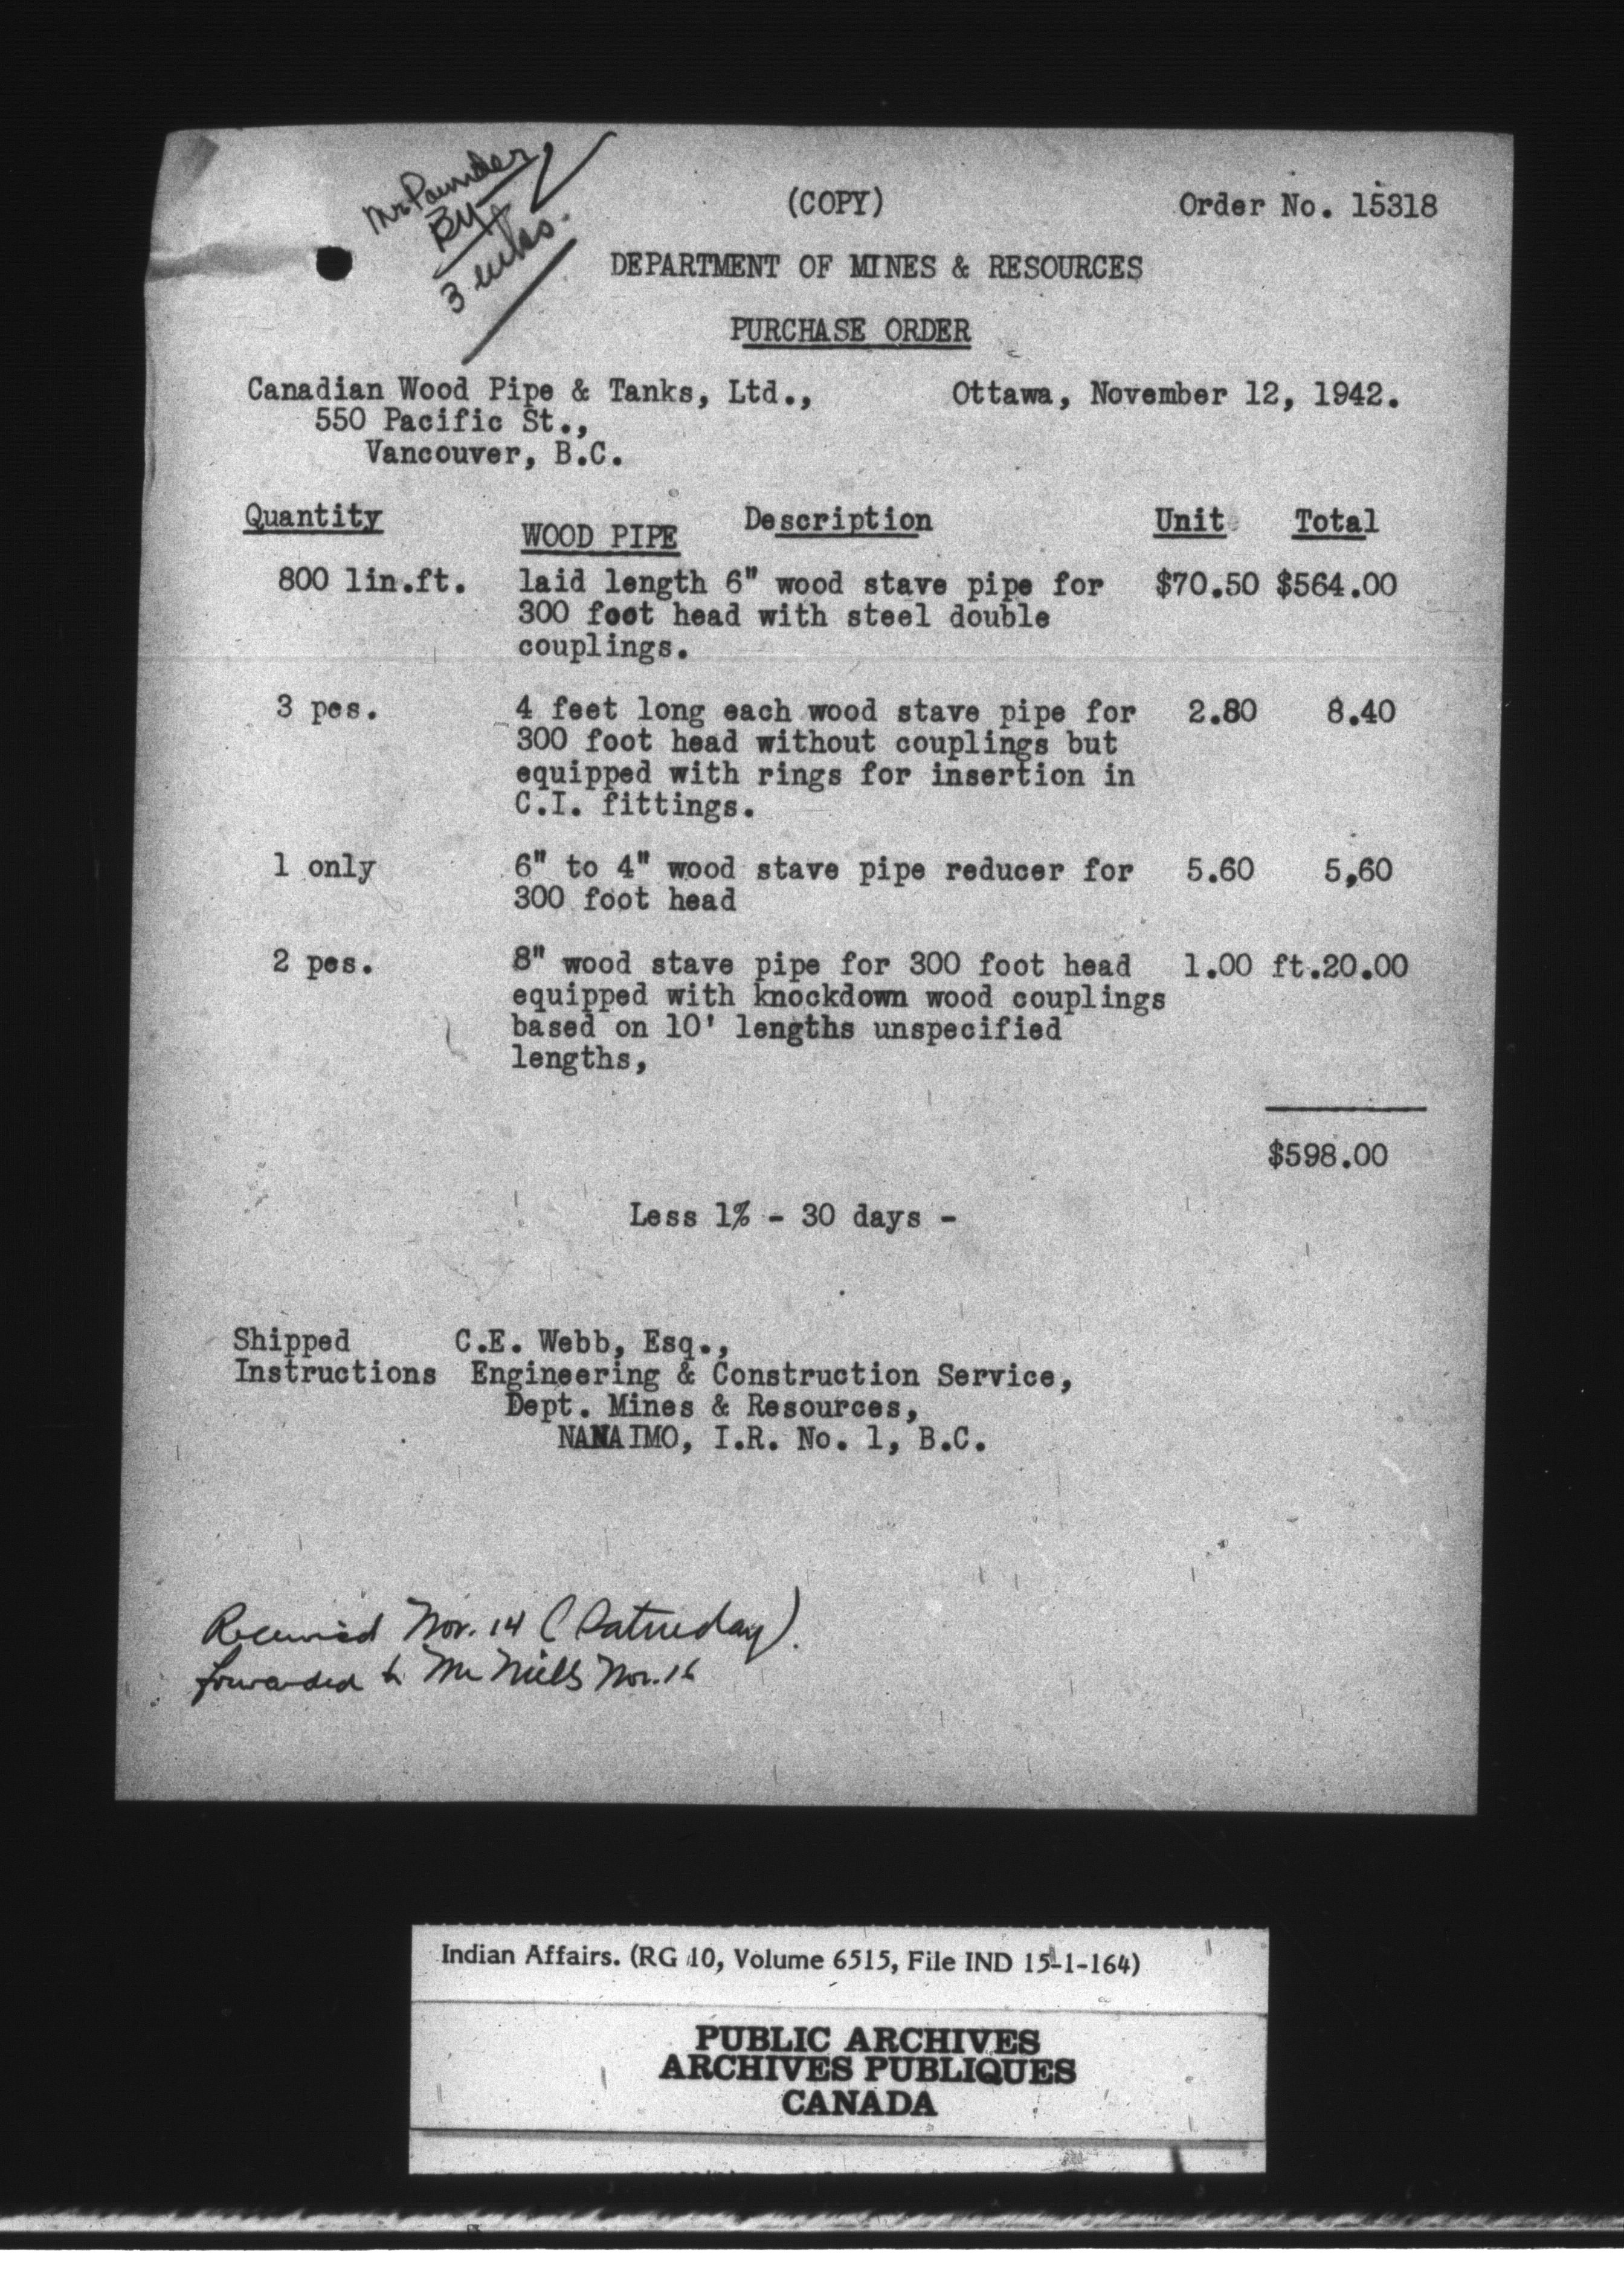 Mr Pounder
By
3 wks.
(COPY) Order No. 15318
DEPARTMENT OF MINES & RESOURCES
PURCHASE ORDER
Canadian Wood Pipe & Tanks, Ltd., Ottawa, November 12, 1942.
550 Pacific St.,
Vancouver, B.C.
Quantity Description Unit Total
WOOD PIPE
800 lin.ft. laid length 6" wood stave pipe for $70.50 $564.00
300 foot head with steel double
couplings.
3 pes. 4 feet long each wood stave pipe for 2.80 8.40
300 foot head without couplings but
equipped with rings for insertion in
C.I. fittings.
1 only 6" to 4" wood stave pipe reducer for 5.60 5,60
300 foot head
2 pes. 8" wood stave pipe for 300 foot head 1.00 ft.20.00
equipped with knockdown wood couplings
based on 10' lengths unspecified
lengths,
$598.00
Less 1% - 30 days -
Shipped C.E. Webb, Esq.,
Instructions Engineering & Construction Service,
Dept. Mines & Resources,
NANAIMO, I.R. No. 1, B.C.
Received Nov. 14 (Saturday).
forwarded to Mr Mills Nov. 16
Indian Affairs. (RG 10, Volume 6515, File IND 15-1-164)
PUBLIC ARCHIVES
ARCHIVES PUBLIQUES
CANADA